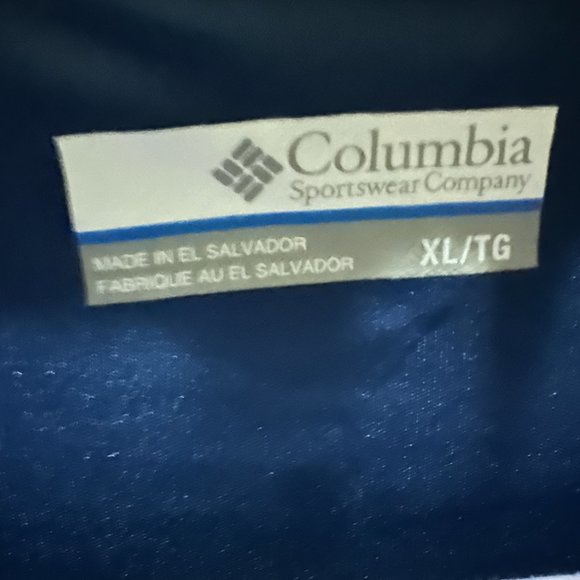 Columbia
Sportswear Company
MADE IN EL SALVADOR
FABRIQUE AU EL SALVADOR
XL/TG